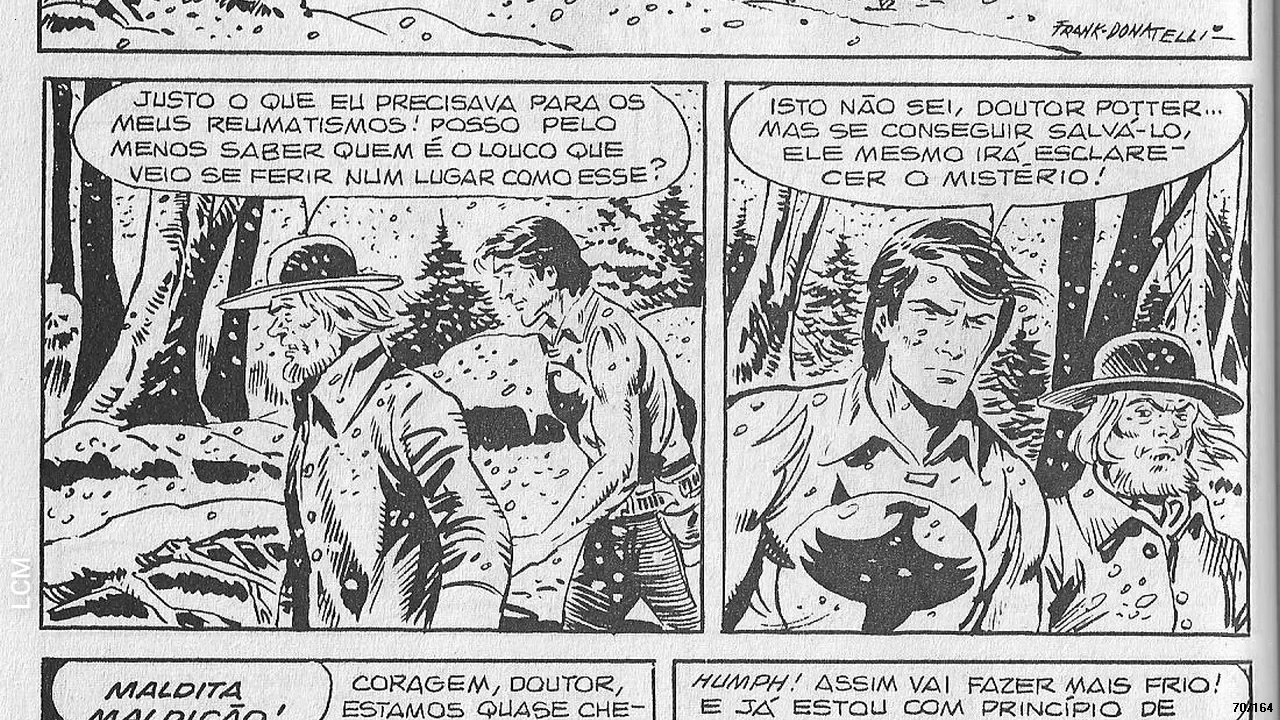 FRANK-DONATELLI
JUSTO O QUE EU PRECISAVA PARA OS
MEUS REUMATISMOS! POSSO PELO
MENOS SABER QUEM É O LOUCO QUE
VEIO SE FERIR NUM LUGAR COMO ESSE?
ISTO NÃO SEI, DOUTOR POTTER...
MAS SE CONSEGUIR SALVÁ-LO,
ELE MESMO IRÁ ESCLARE-
CER O MISTÉRIO!
MALDITA
MALDIÇÃO!
CORAGEM, DOUTOR,
ESTAMOS QUASE CHE-
HUMPH! ASSIM VAI FAZER MAIS FRIO!
E JÁ ESTOU COM PRINCÍPIO DE
LCM
70/164